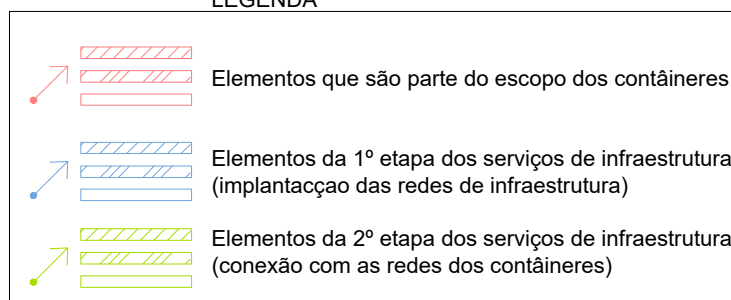 LEGENDA
Elementos que são parte do escopo dos contâineres
Elementos da 1º etapa dos serviços de infraestrutura
(implantacçao das redes de infraestrutura)
Elementos da 2º etapa dos serviços de infraestrutura
(conexão com as redes dos contâineres)